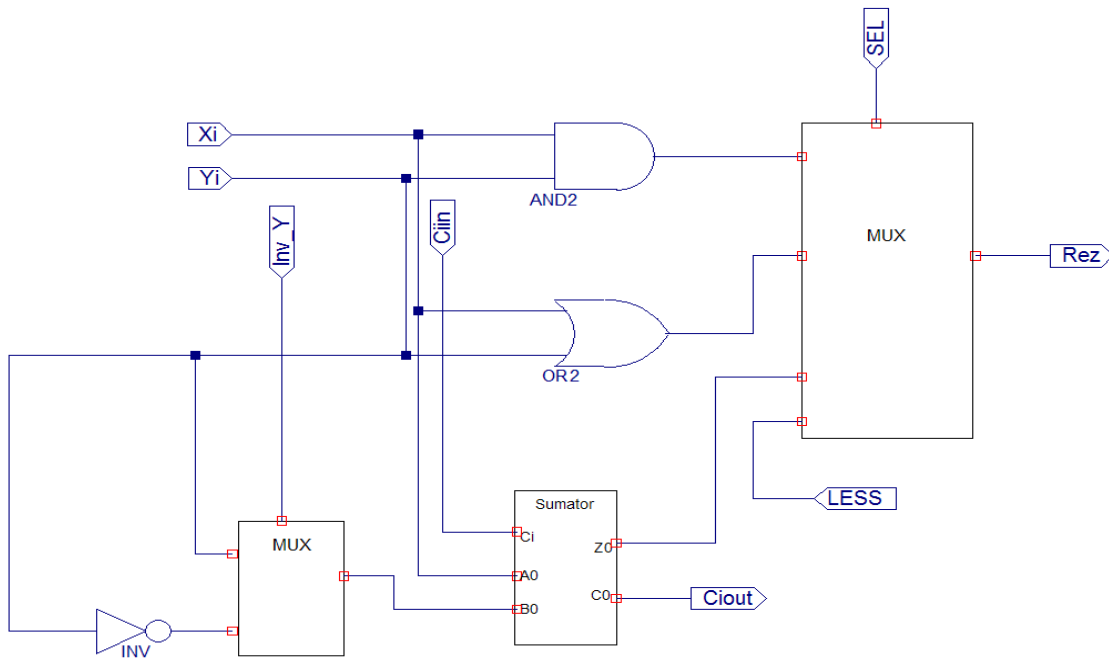 SEL
Xi
Yi
AND2
Ciin
Inv_Y
MUX
Rez
OR2
LESS
Sumator
MUX
Ci
Z0
A0
C0
Ciout
B0
INV